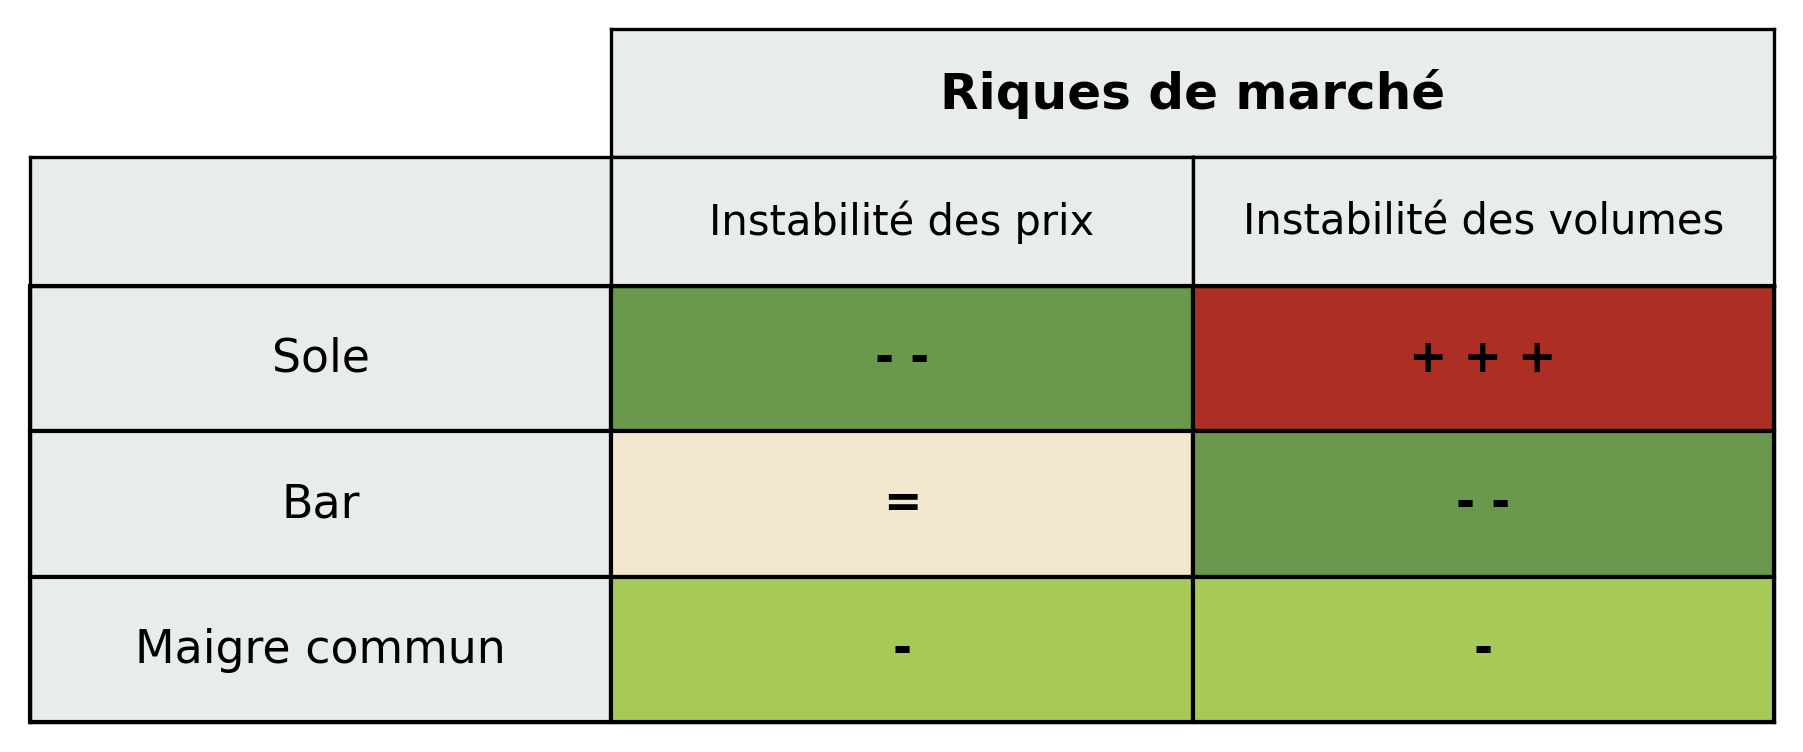 Riques de marché
Instabilité des prix Instabilité des volumes
Sole - - + + +
Bar = - -
Maigre commun - -